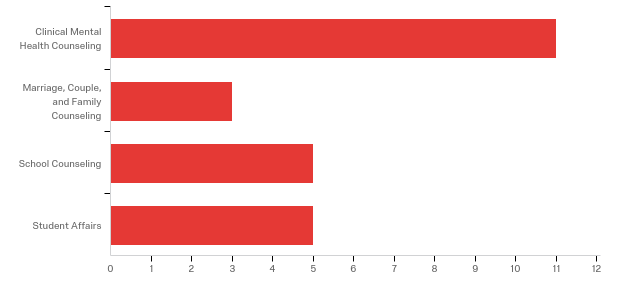 Clinical Mental
Health Counseling
Marriage, Couple,
and Family
Counseling
School Counseling
Student Affairs
0 1 2 3 4 5 6 7 8 9 10 11 12